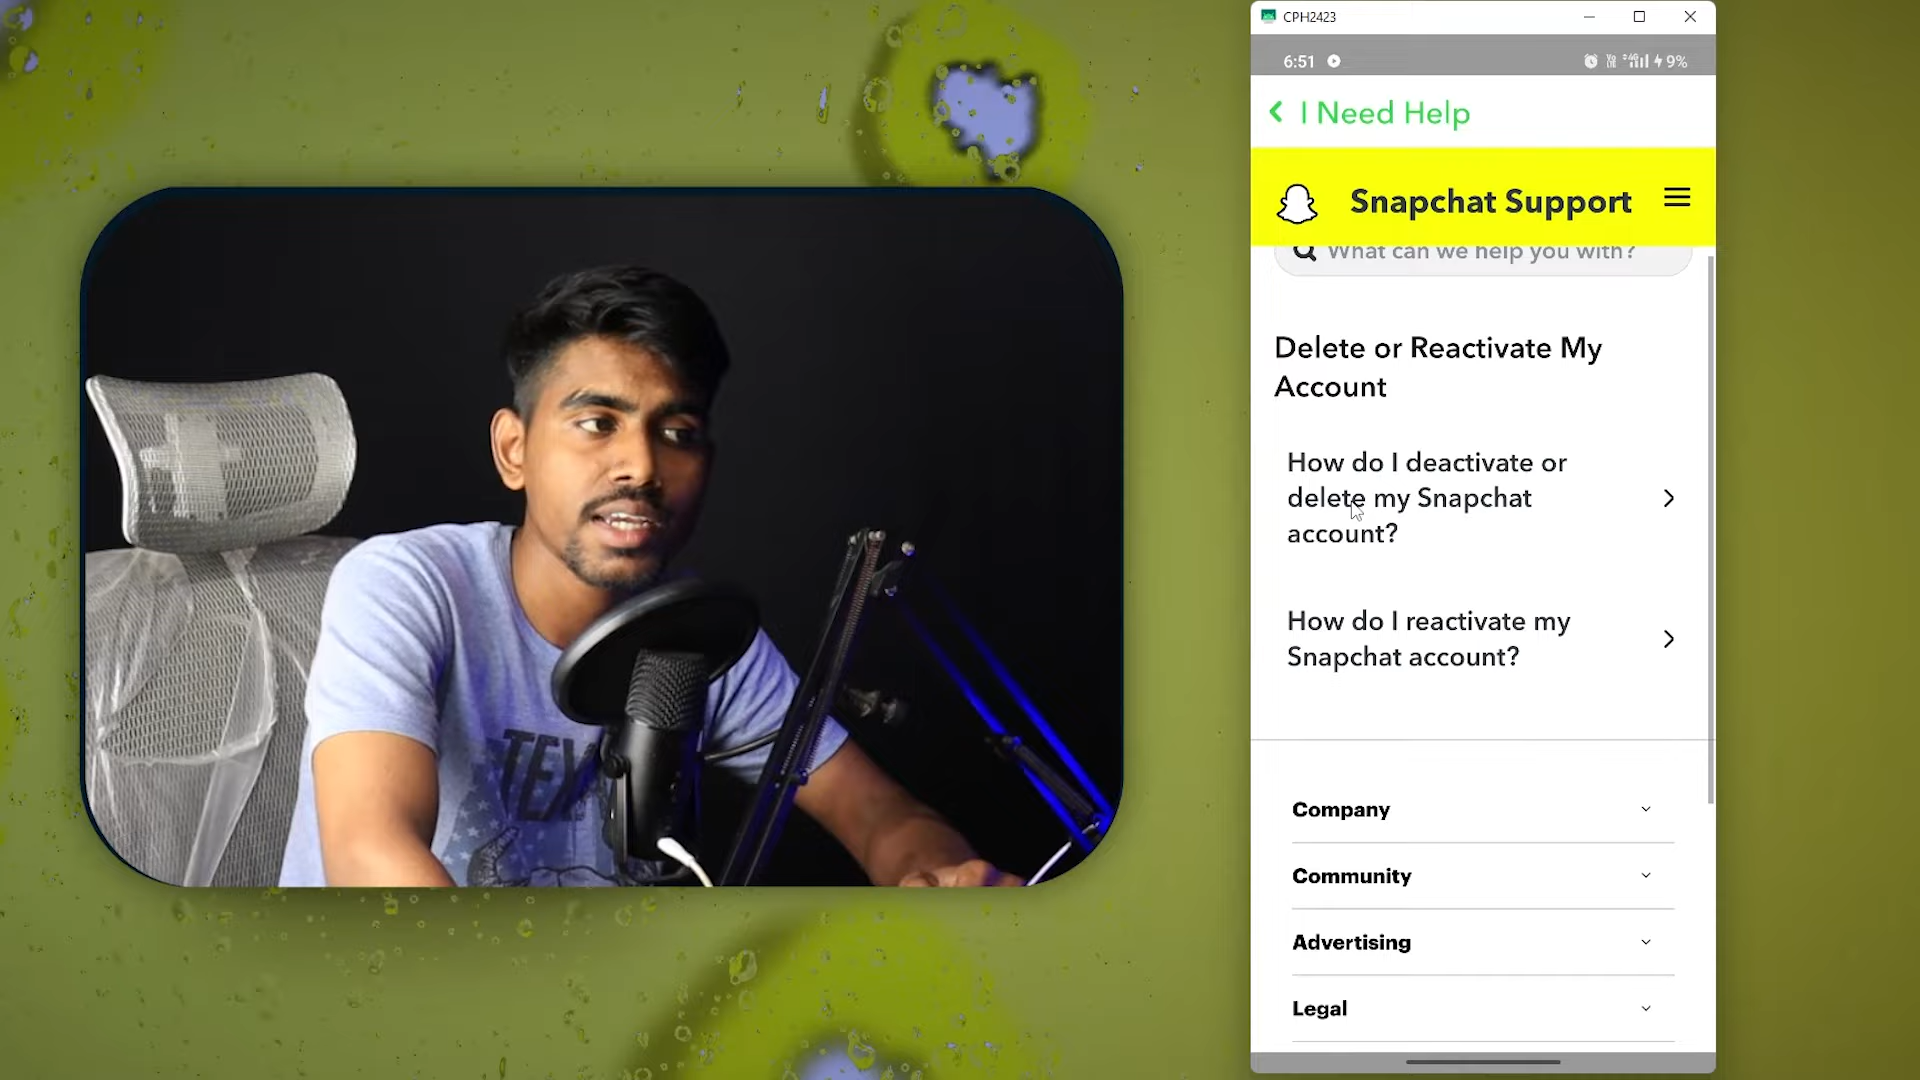 CPH2423
6:51
9%
I Need Help
Snapchat Support
What can we help you with?
Delete or Reactivate My
Account
How do I deactivate or
delete my Snapchat
account?
How do I reactivate my
Snapchat account?
Company
Community
Advertising
Legal